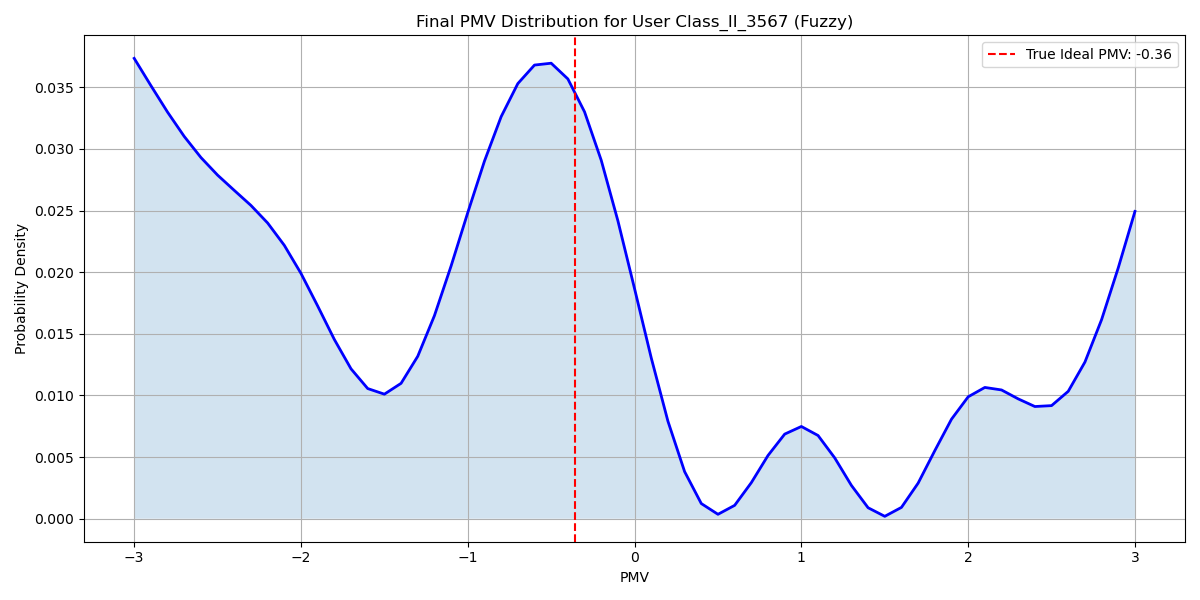 Final PMV Distribution for User Class_II_3567 (Fuzzy)
True Ideal PMV: -0.36
Probability Density
0.035
0.030
0.025
0.020
0.015
0.010
0.005
0.000
−3 −2 −1 0 1 2 3
PMV